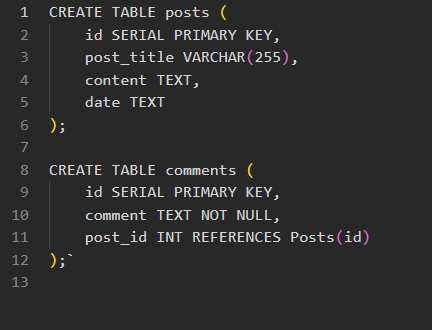 1 CREATE TABLE posts (
2     id SERIAL PRIMARY KEY,
3     post_title VARCHAR(255),
4     content TEXT,
5     date TEXT
6 );
7
8 CREATE TABLE comments (
9     id SERIAL PRIMARY KEY,
10     comment TEXT NOT NULL,
11     post_id INT REFERENCES Posts(id)
12 );`
13